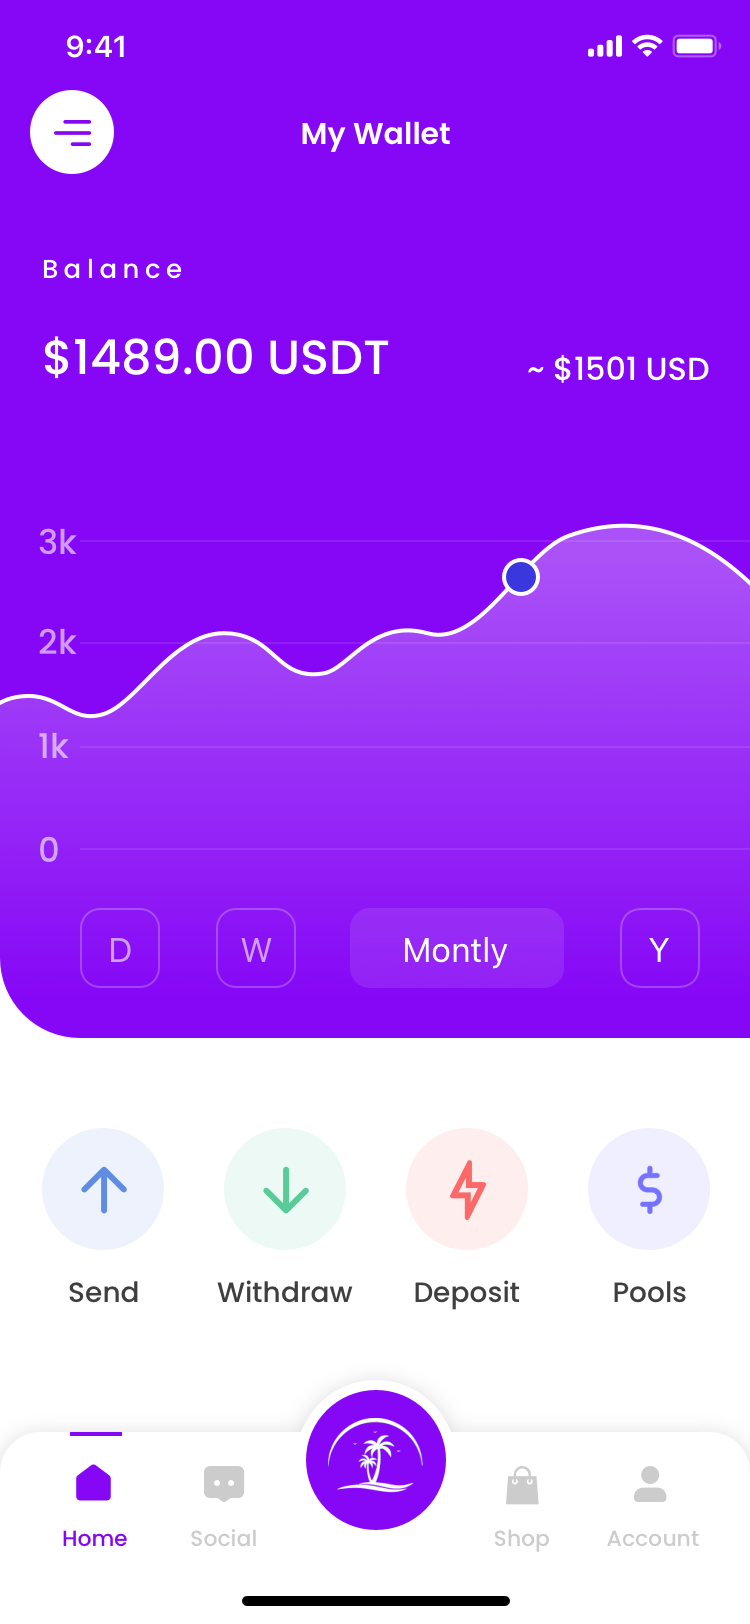 9:41
My Wallet
Balance
$1489.00 USDT
~ $1501 USD
3k
2k
1k
0
D W Montly Y
Send Withdraw Deposit Pools
Home Social Shop Account